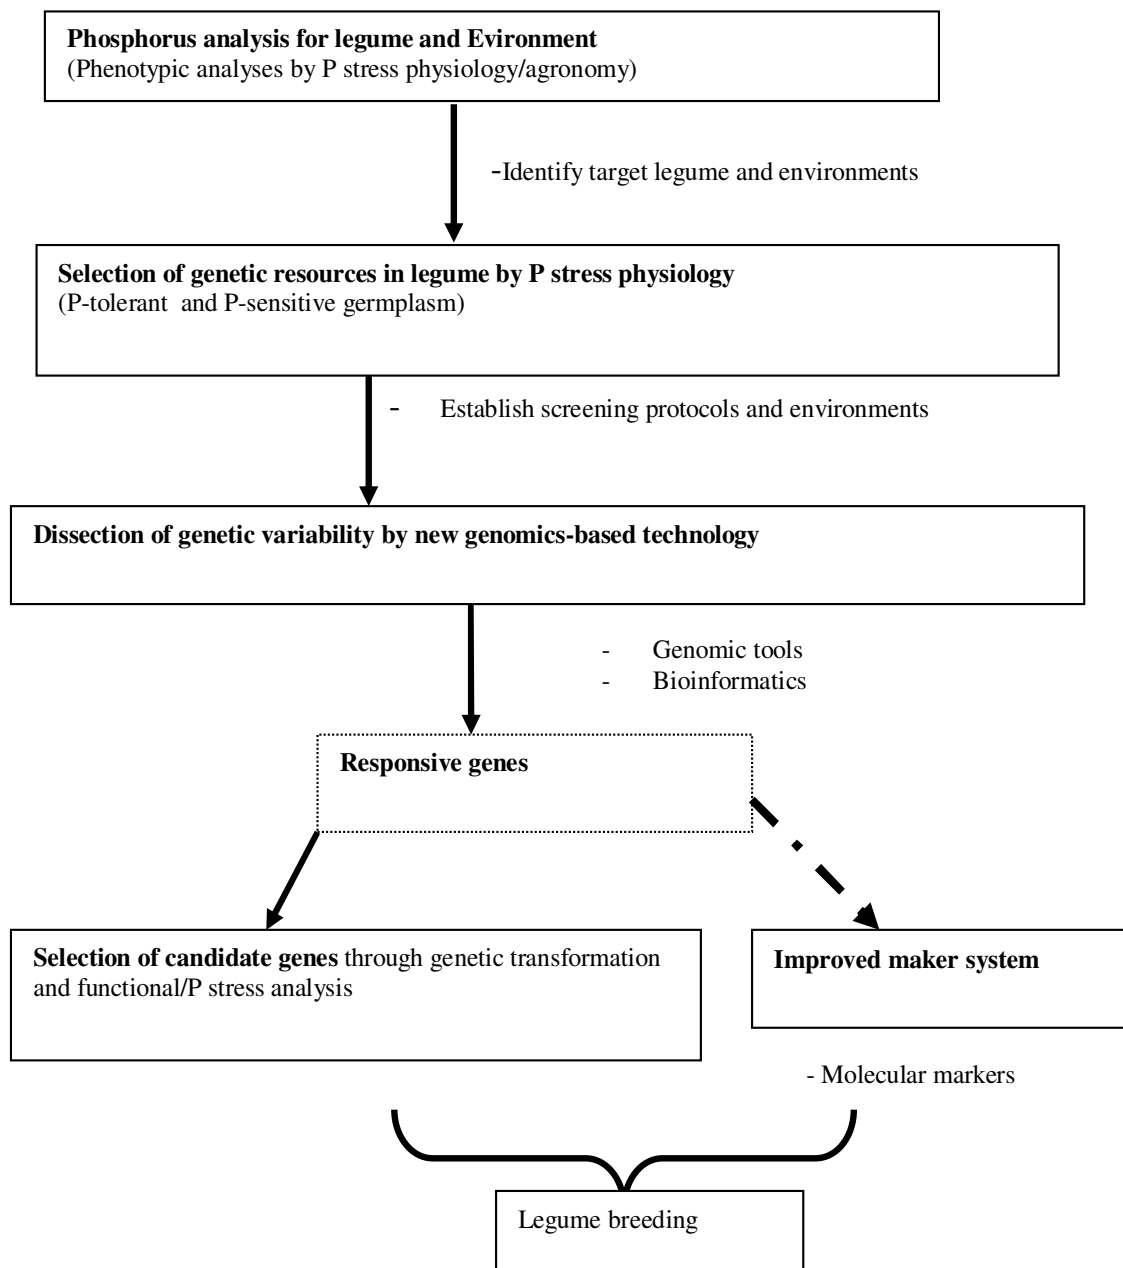 Phosphorus analysis for legume and Evironment
(Phenotypic analyses by P stress physiology/agronomy)
-Identify target legume and environments
Selection of genetic resources in legume by P stress physiology
(P-tolerant and P-sensitive germplasm)
- Establish screening protocols and environments
Dissection of genetic variability by new genomics-based technology
- Genomic tools
- Bioinformatics
Responsive genes
Selection of candidate genes through genetic transformation
and functional/P stress analysis
Improved maker system
- Molecular markers
Legume breeding